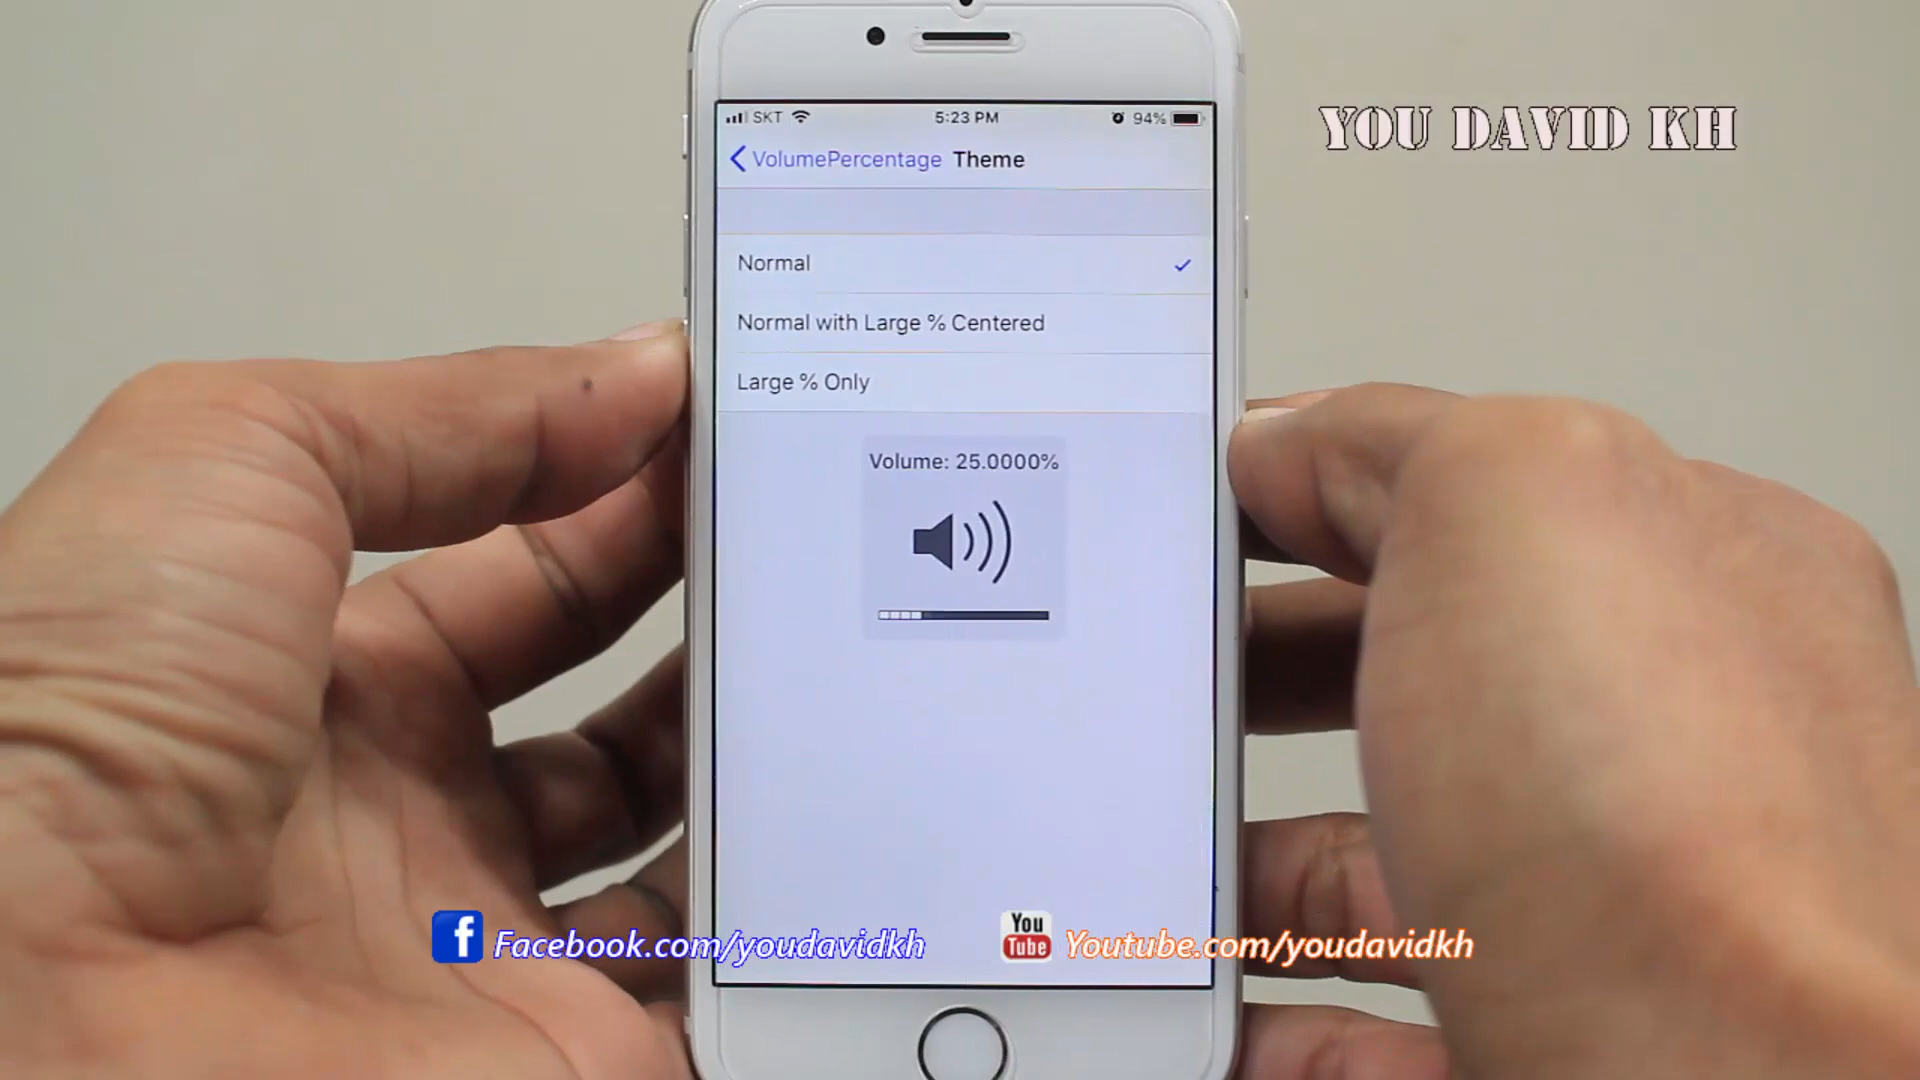 SKT 5:23 PM 94%
VolumePercentage Theme
YOU DAVID KH
Normal
Normal with Large % Centered
Large % Only
Volume: 25.0000%
f Facebook.com/youdavidkh
You Tube Youtube.com/youdavidkh